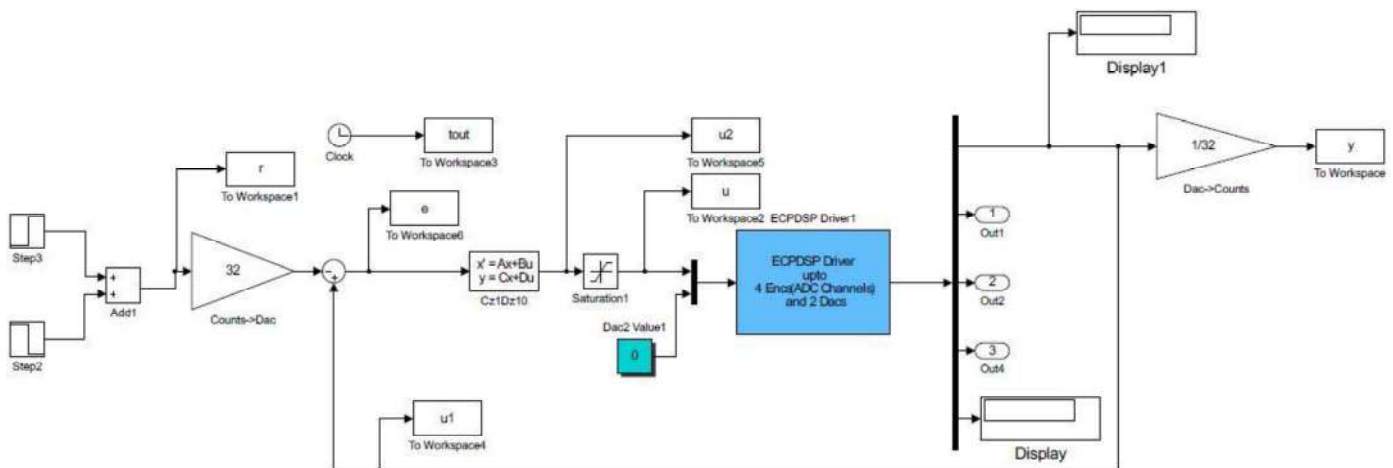 Display1
tout
Clock
To Workspace3
u2
To Workspace5
1/32
Dac->Counts
y
To Workspace
r
To Workspace1
e
To Workspace6
u
To Workspace2
ECPDSP Driver1
Step3
+
+
Add1
32
Counts->Dac
-
+
x' = Ax+Bu
y = Cx+Du
Cz1Dz10
Saturation1
ECPDSP Driver
upto
4 Encs(ADC Channels)
and 2 Dacs
1
Out1
2
Out2
3
Out4
Step2
Dac2 Value1
0
u1
To Workspace4
Display